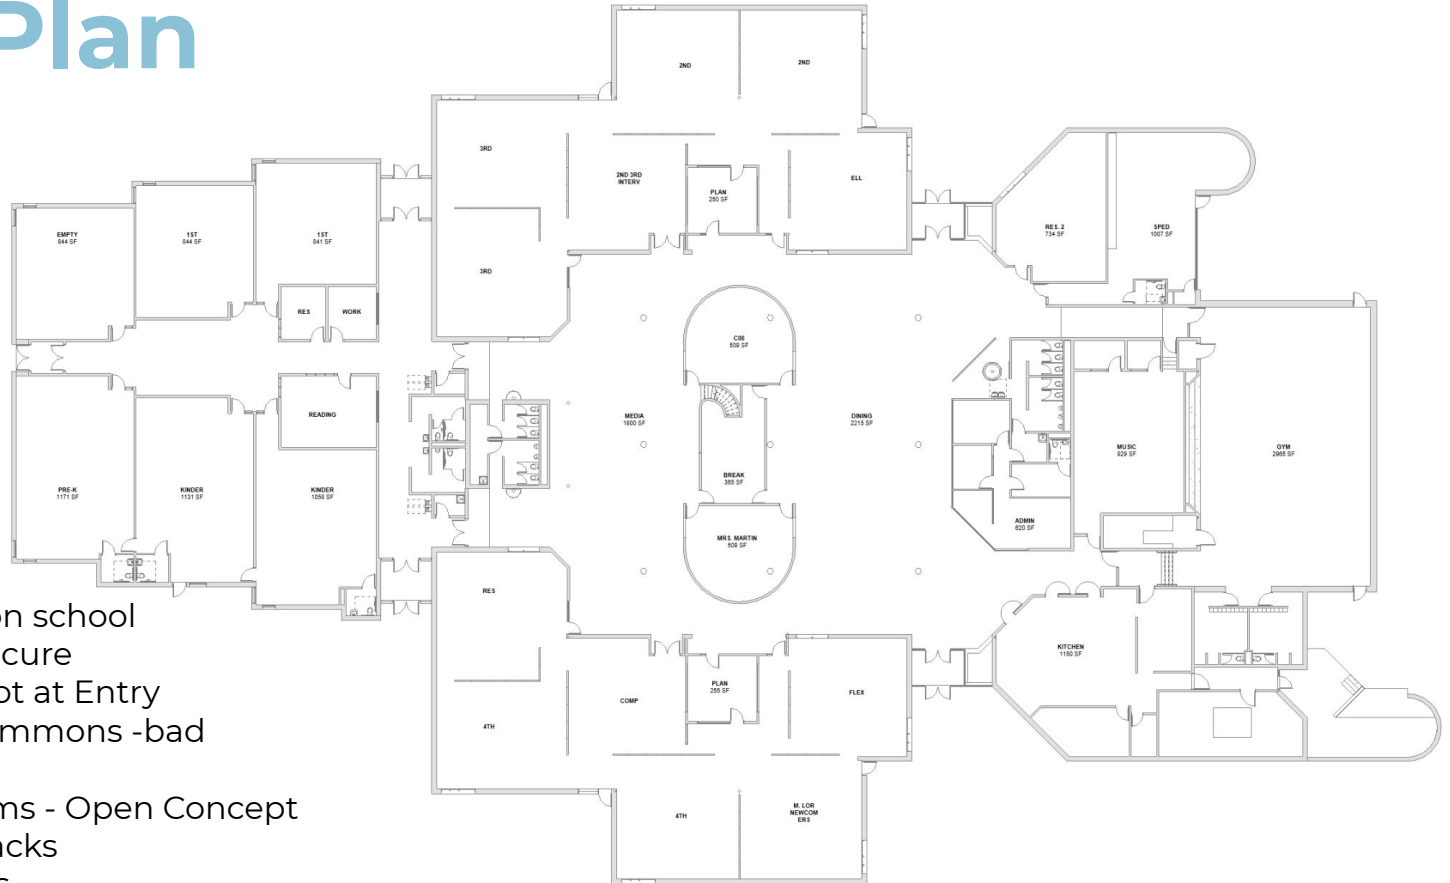 Plan
2ND
2ND
3RD
2ND 3RD
INTERV
PLAN
250 SF
ELL
EMPTY
844 SF
1ST
844 SF
1ST
841 SF
RES. 2
734 SF
SPED
1007 SF
3RD
RES
WORK
C08
509 SF
READING
MEDIA
1800 SF
DINING
2215 SF
MUSIC
929 SF
GYM
2965 SF
PRE-K
1171 SF
KINDER
1131 SF
KINDER
1058 SF
BREAK
365 SF
ADMIN
620 SF
MRS. MARTIN
509 SF
RES
KITCHEN
1150 SF
COMP
PLAN
255 SF
FLEX
4TH
4TH
M. LOR
NEWCOM
ERS
on school
cure
ot at Entry
mmons -bad
ms - Open Concept
acks